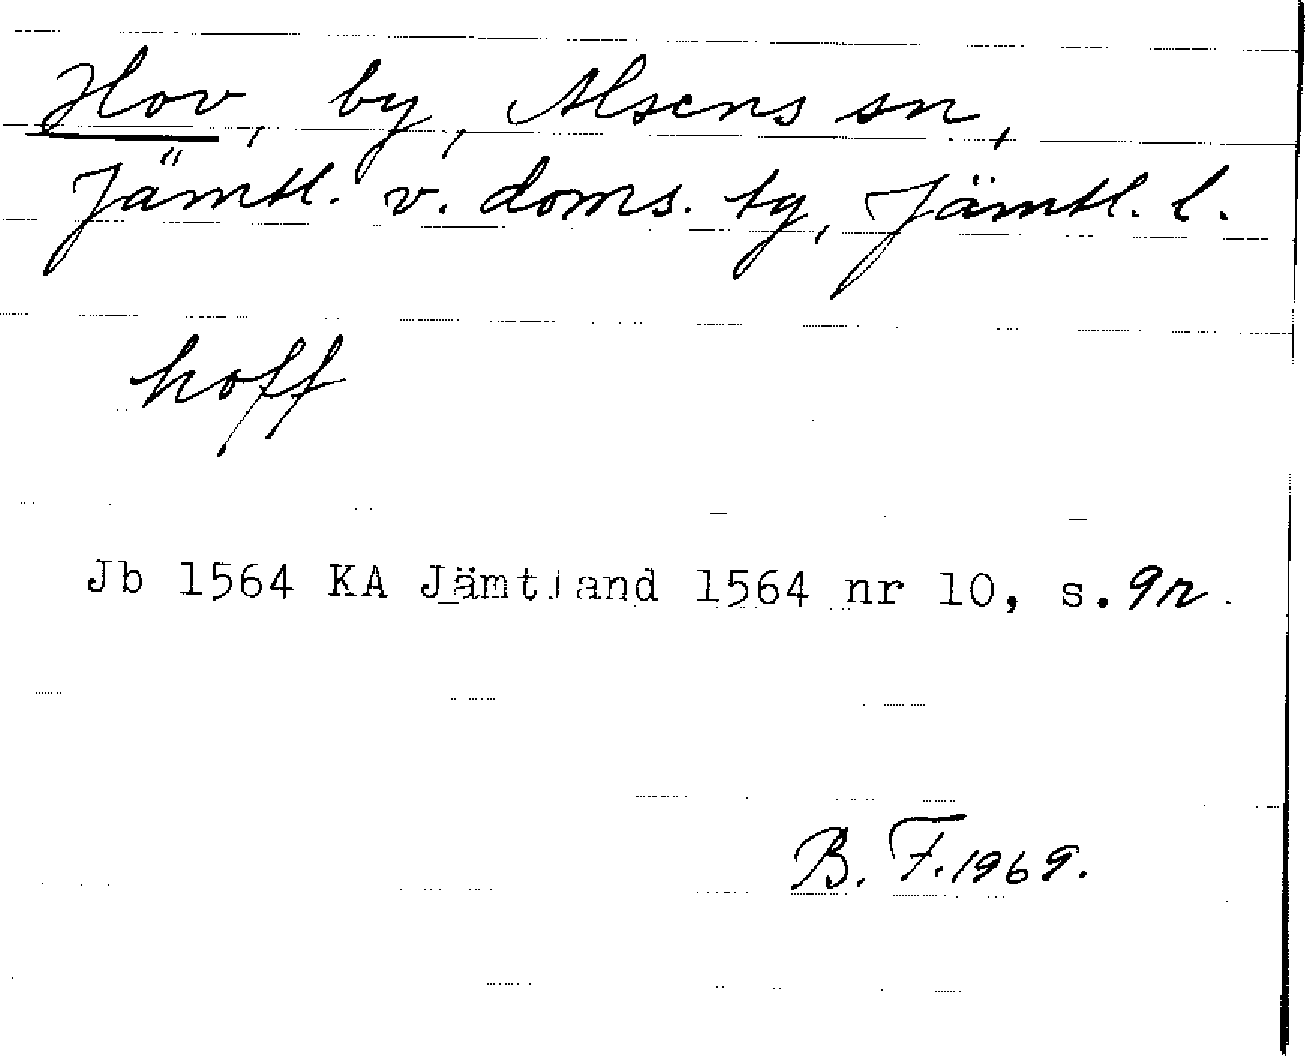 Hov, by, Alsens sn,
Jämtl. v. doms. tg, Jämtl. l.
hoff
Jb 1564 KA Jämtland 1564 nr 10, s. 9r.
B. F. 1969.